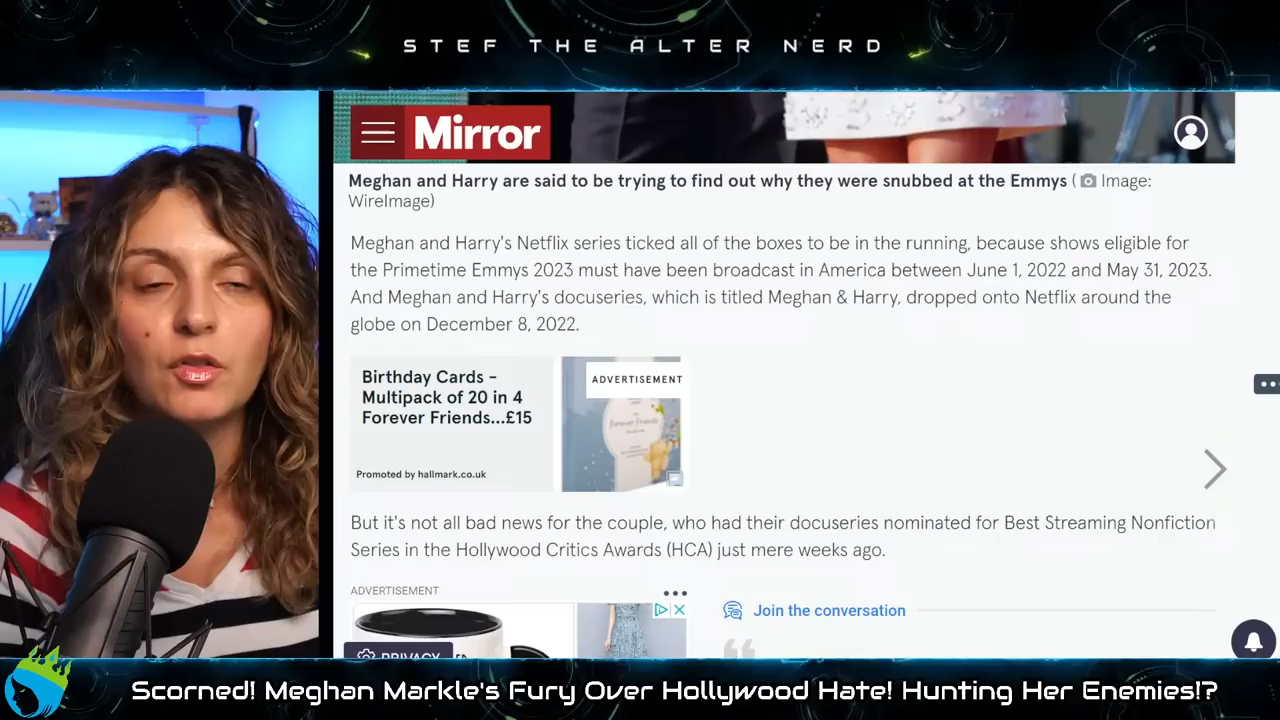 STEF THE ALTER NERD
Mirror
Meghan and Harry are said to be trying to find out why they were snubbed at the Emmys ( Image:
WireImage)
Meghan and Harry's Netflix series ticked all of the boxes to be in the running, because shows eligible for
the Primetime Emmys 2023 must have been broadcast in America between June 1, 2022 and May 31, 2023.
And Meghan and Harry's docuseries, which is titled Meghan & Harry, dropped onto Netflix around the
globe on December 8, 2022.
Birthday Cards -
Multipack of 20 in 4
Forever Friends...£15
Promoted by hallmark.co.uk
ADVERTISEMENT
Forever Friends
But it's not all bad news for the couple, who had their docuseries nominated for Best Streaming Nonfiction
Series in the Hollywood Critics Awards (HCA) just mere weeks ago.
ADVERTISEMENT
Join the conversation
PRIVACY
Scorned! Meghan Markle's Fury Over Hollywood Hate! Hunting Her Enemies!?